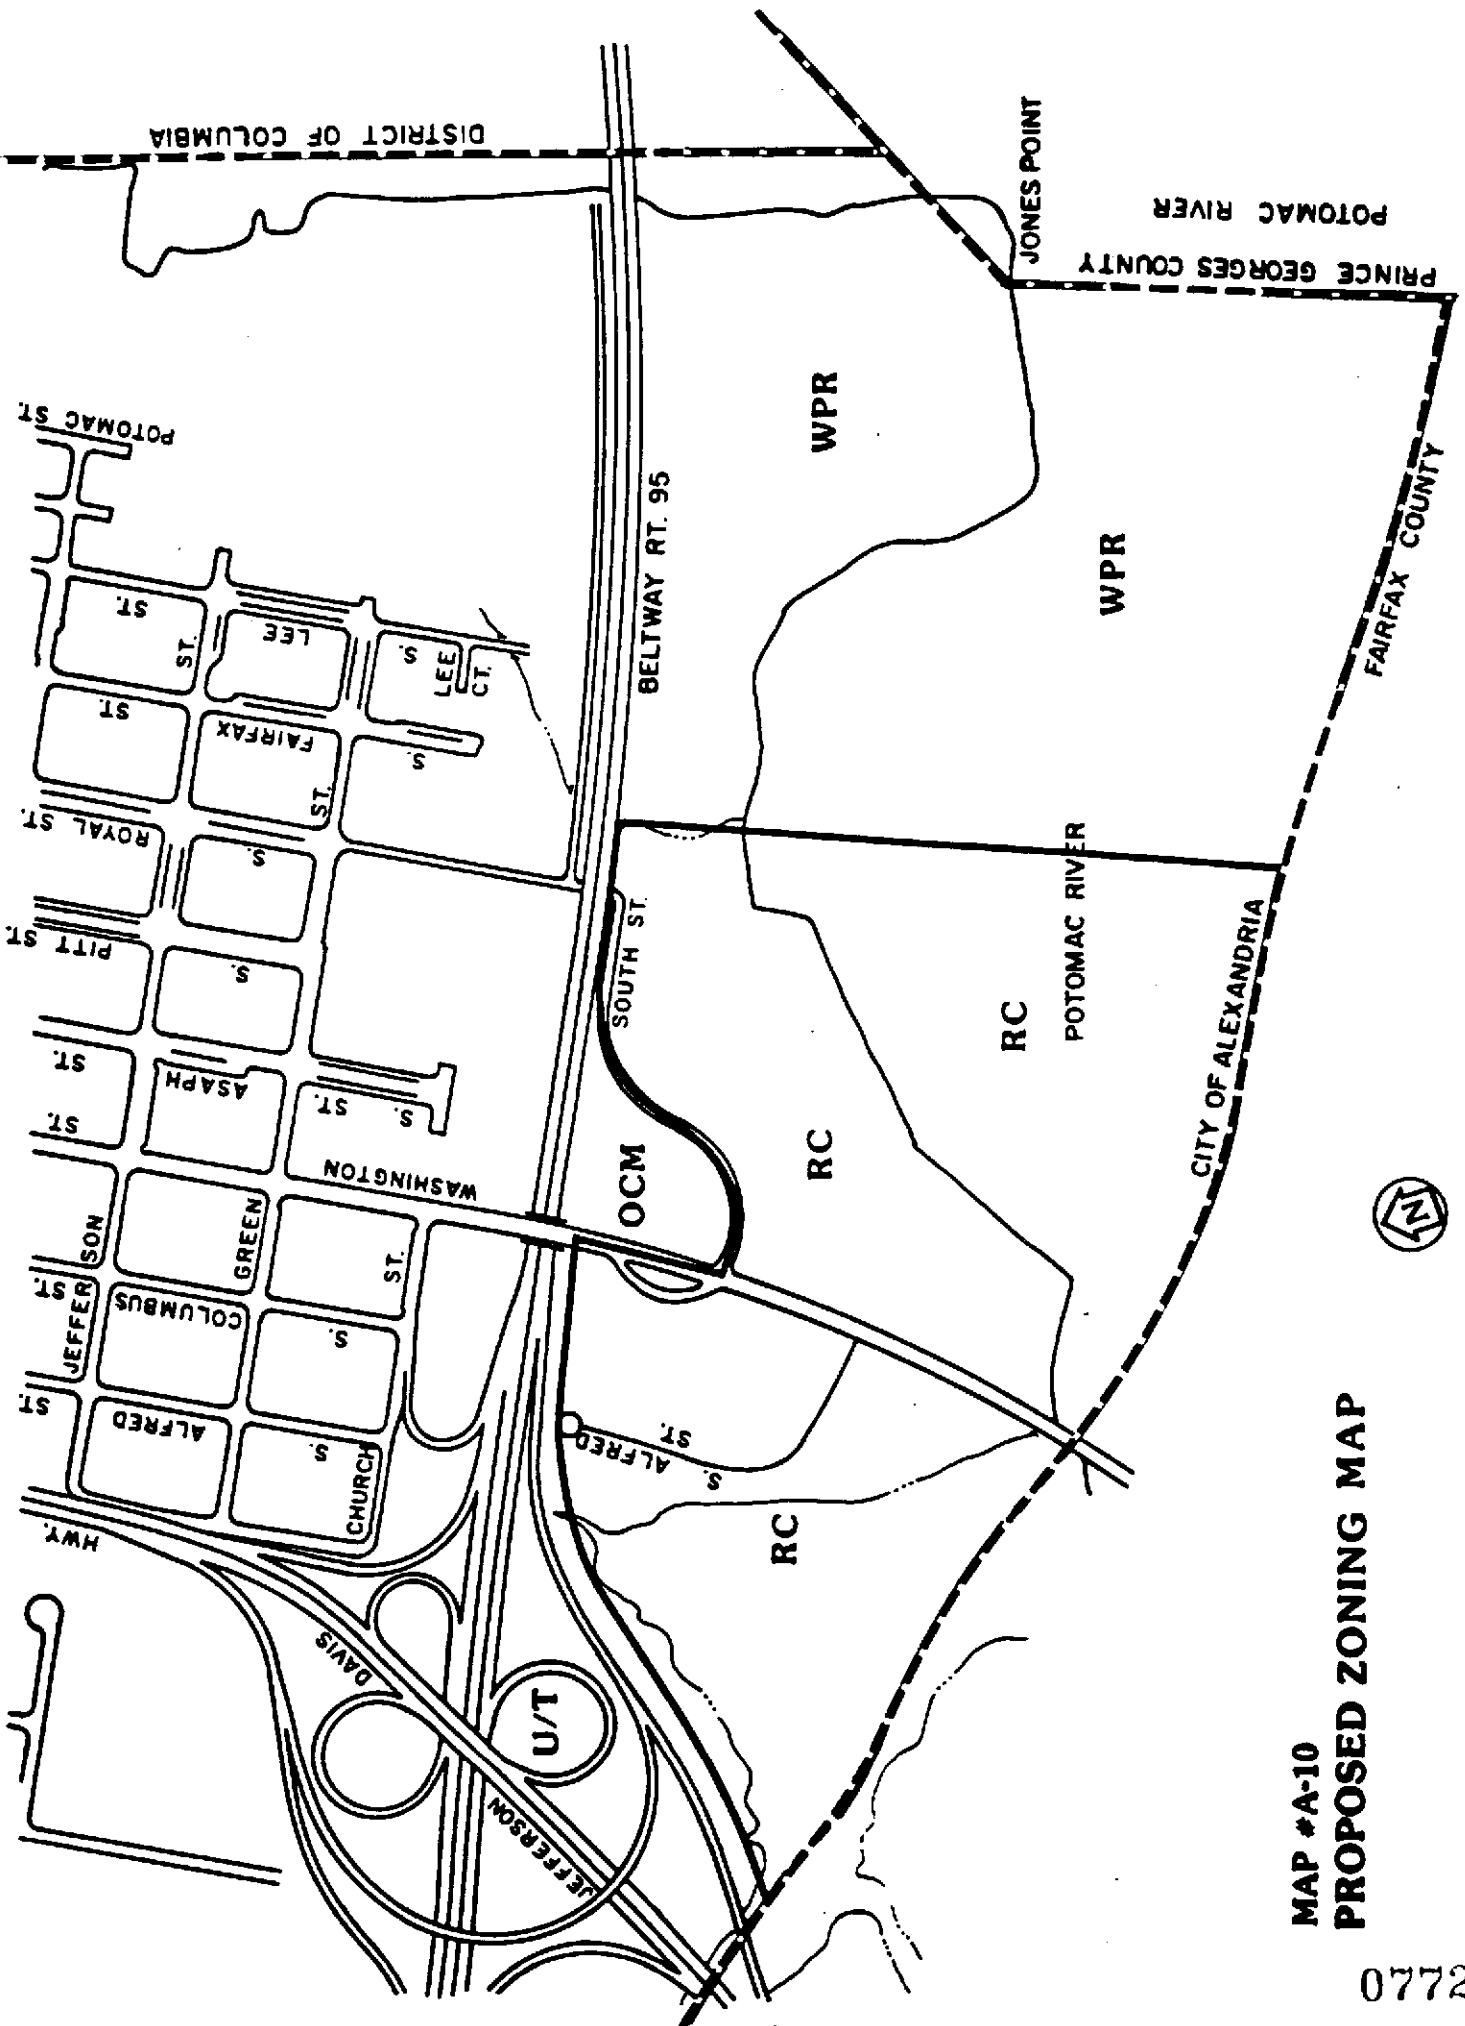 DISTRICT OF COLUMBIA
JONES POINT
POTOMAC RIVER
PRINCE GEORGES COUNTY
POTOMAC ST.
WPR
WPR
BELTWAY RT. 95
FAIRFAX COUNTY
ST.
ST.
LEE
S.
LEE
CT.
ST.
FAIRFAX
S.
ST.
ROYAL ST.
S.
SOUTH ST.
POTOMAC RIVER
PITT ST.
S.
RC
CITY OF ALEXANDRIA
ST.
ASAPH
ST.
S.
ST.
WASHINGTON
OCM
RC
JEFFER SON
GREEN
ST.
ST.
COLUMBUS
S.
ST.
ALFRED
S.
CHURCH
S. ALFRED ST.
RC
HWY.
DAVIS
JEFFERSON
U/T
N
MAP #A-10
PROPOSED ZONING MAP
0772